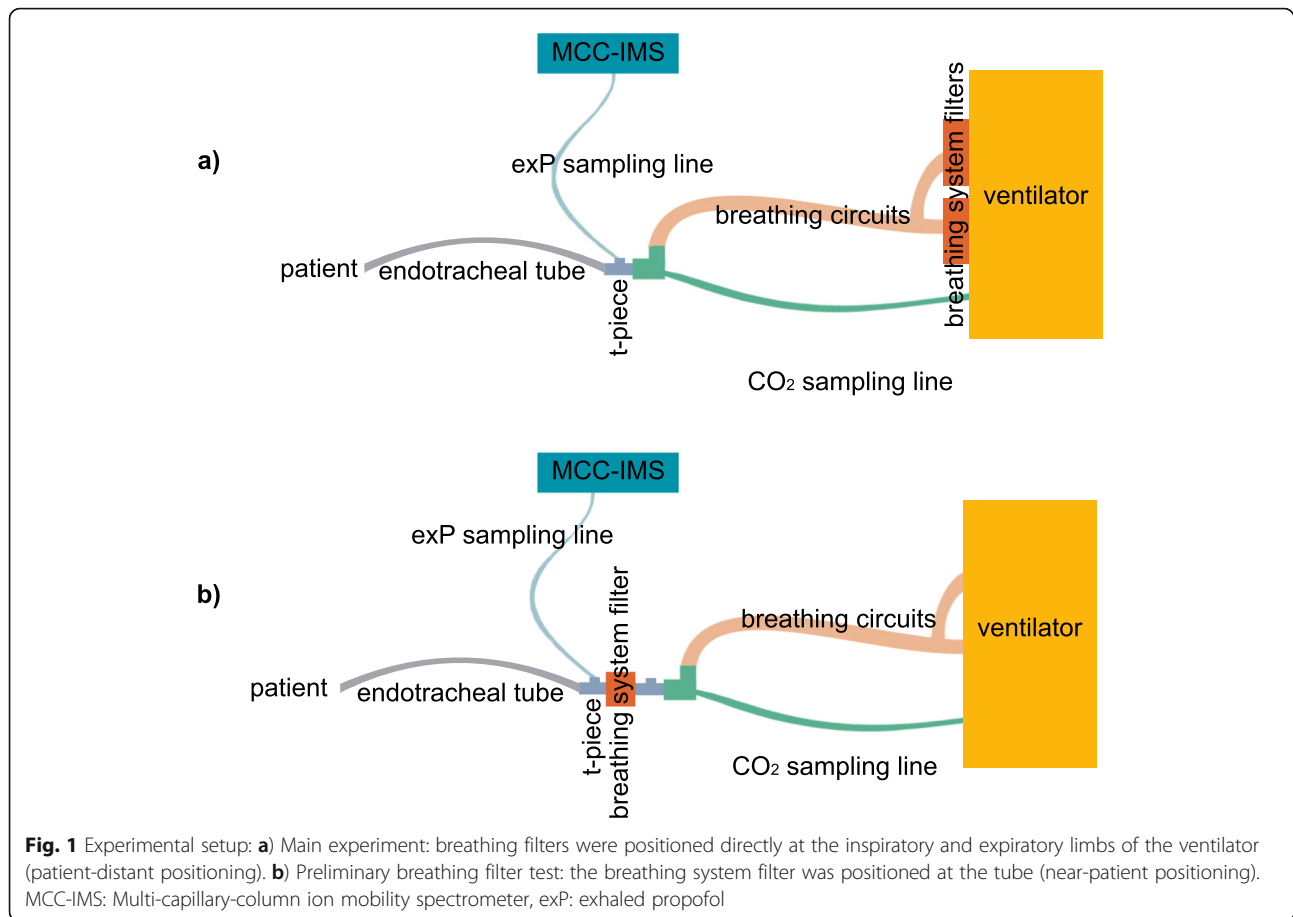 MCC-IMS
a)
exP sampling line
breathing system filters
ventilator
breathing circuits
patient
endotracheal tube
t-piece
CO₂ sampling line
MCC-IMS
exP sampling line
b)
breathing system filter
breathing circuits
ventilator
patient
endotracheal tube
t-piece
CO₂ sampling line
Fig. 1 Experimental setup: a) Main experiment: breathing filters were positioned directly at the inspiratory and expiratory limbs of the ventilator
(patient-distant positioning). b) Preliminary breathing filter test: the breathing system filter was positioned at the tube (near-patient positioning).
MCC-IMS: Multi-capillary-column ion mobility spectrometer, exP: exhaled propofol